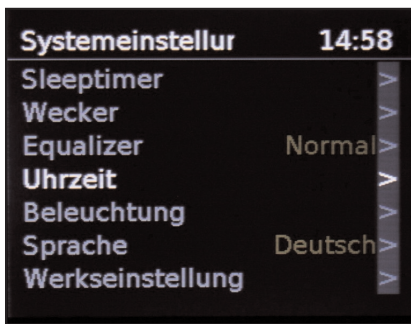 Systemeinstellur 14:58
Sleeptimer >
Wecker >
Equalizer Normal >
Uhrzeit >
Beleuchtung >
Sprache Deutsch >
Werkseinstellung >